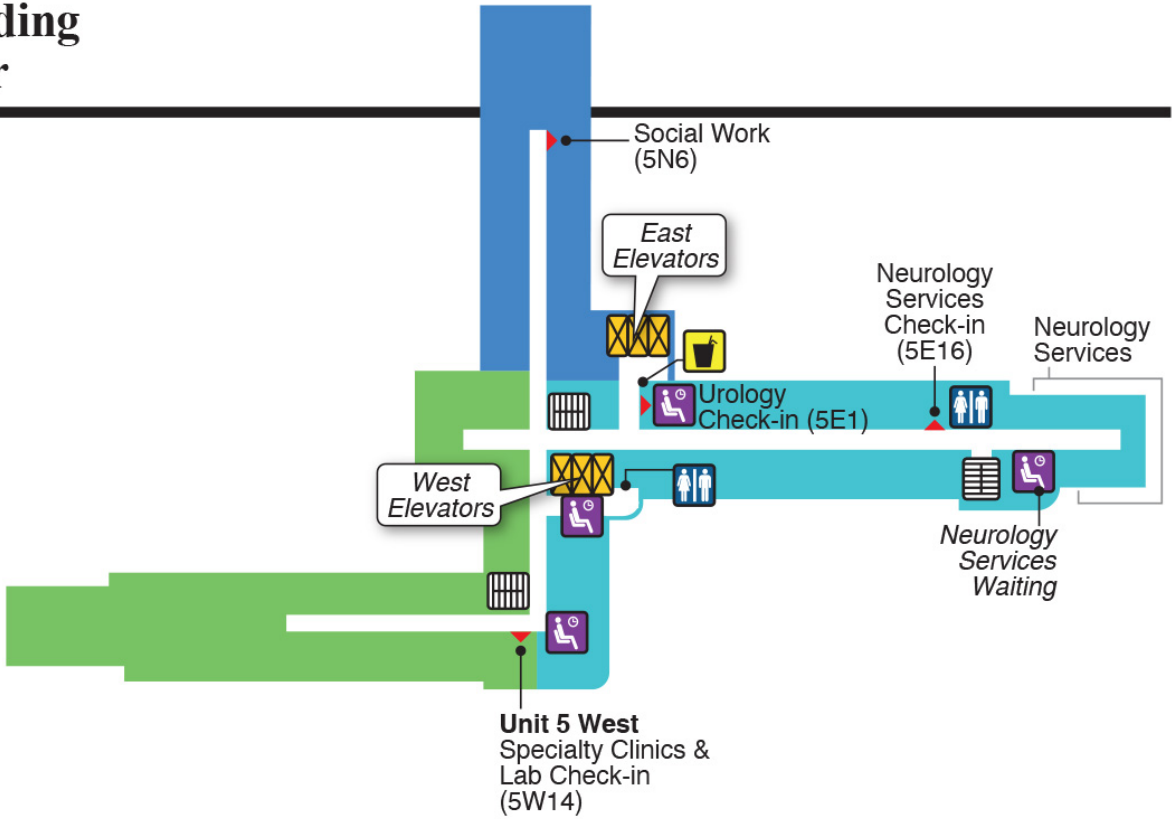 ding
r
Social Work
(5N6)
East
Elevators
Neurology
Services
Check-in
(5E16)
Neurology
Services
Urology
Check-in (5E1)
West
Elevators
Neurology
Services
Waiting
Unit 5 West
Specialty Clinics &
Lab Check-in
(5W14)